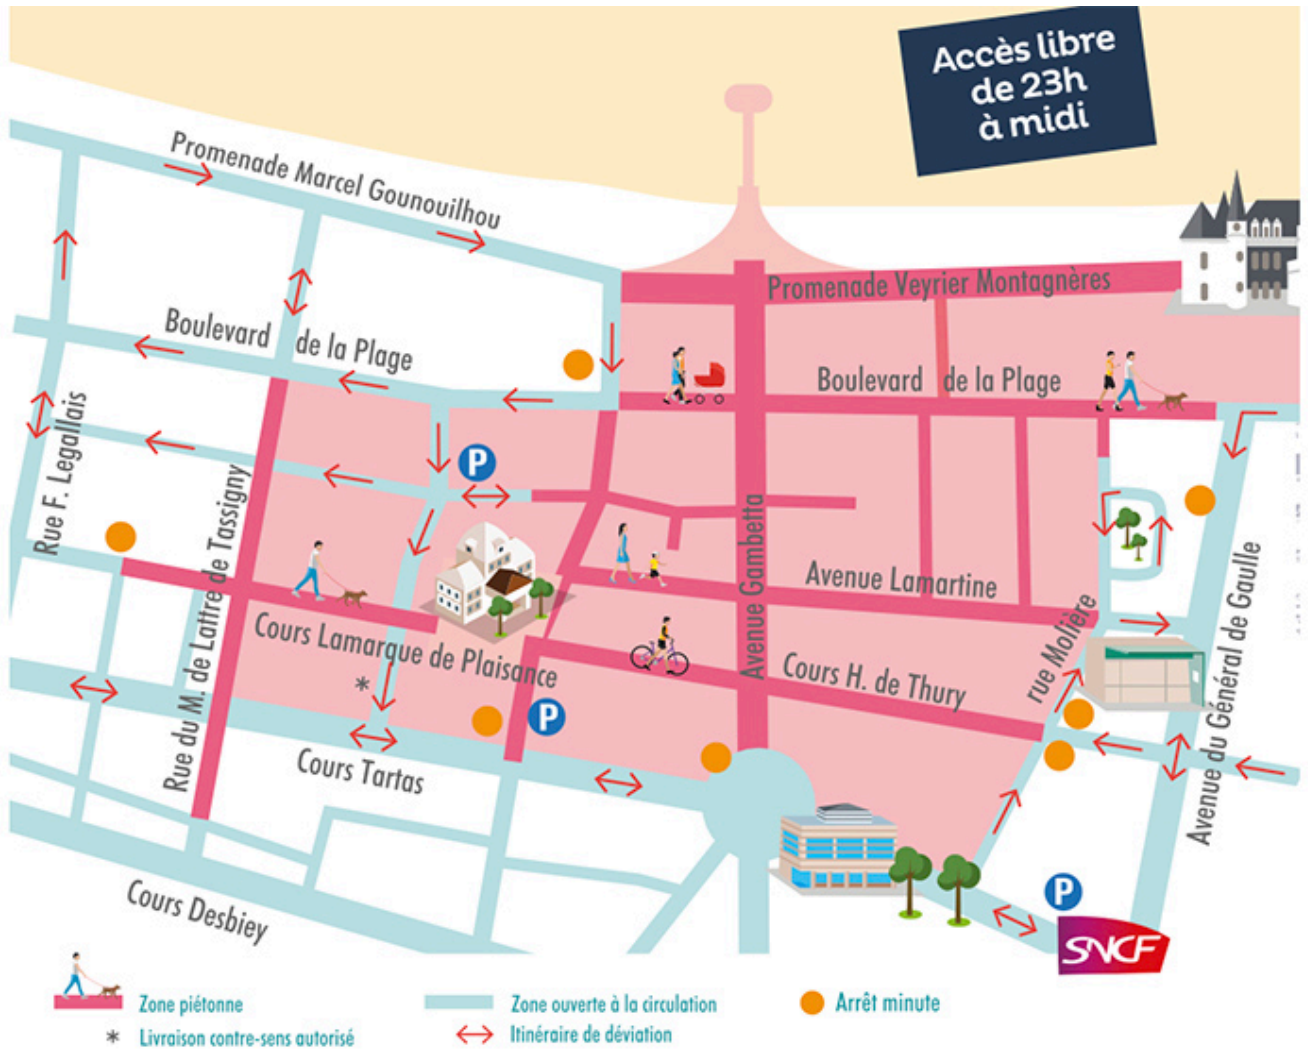 Accès libre
de 23h
à midi
Promenade Marcel Gounouilhou
Promenade Veyrier Montagnères
Boulevard de la Plage
Boulevard de la Plage
Rue F. Legallais
P
Rue du M. de Lattre de Tassigny
Avenue Gambetta
Avenue Lamartine
Avenue du Général de Gaulle
rue Molière
Cours Lamarque de Plaisance
Cours H. de Thury
*
P
Cours Tartas
P
Cours Desbiey
SNCF
Zone piétonne
Zone ouverte à la circulation
Arrêt minute
* Livraison contre-sens autorisé
Itinéraire de déviation